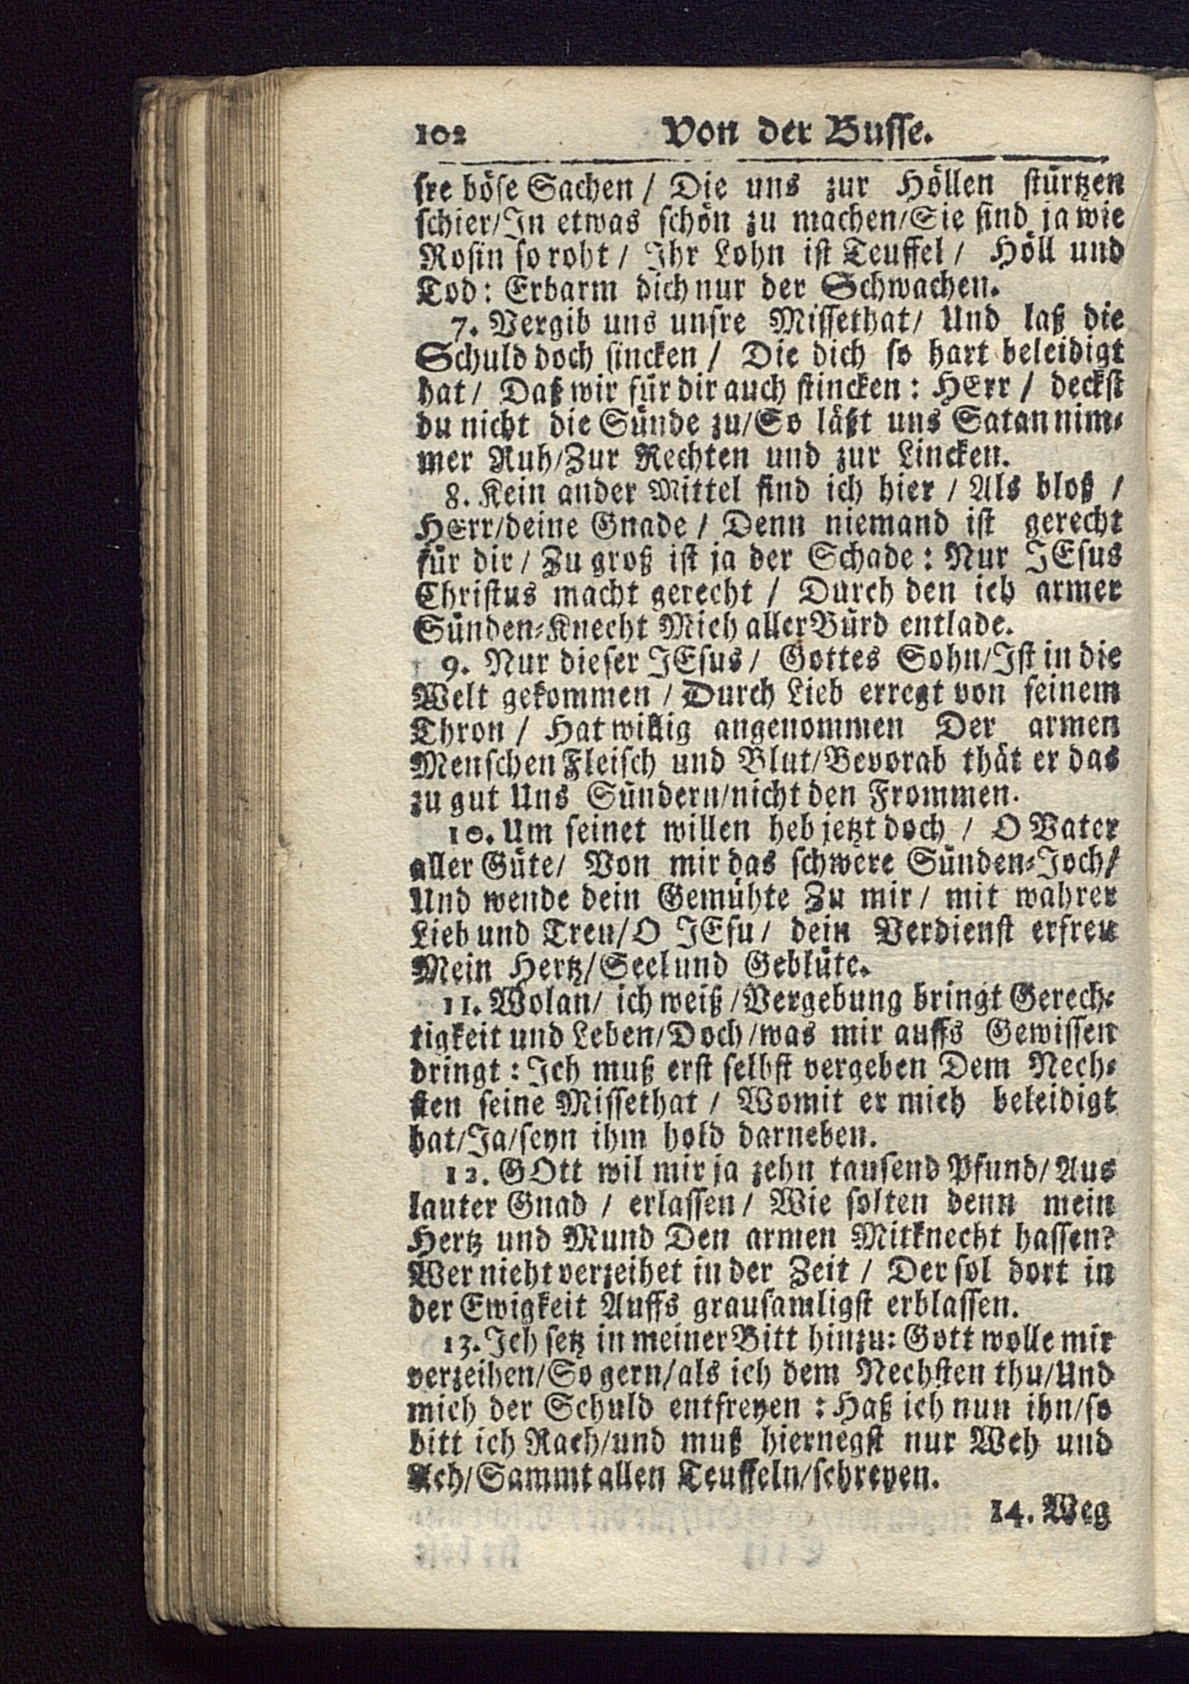 102 Von der Busse.
sre böse Sachen / Die uns zur Höllen stürtzen
schier/In etwas schön zu machen/Sie sind ja wie
Rosin so roht / Ihr Lohn ist Teuffel / Höll und
Tod: Erbarm dich nur der Schwachen.
7. Vergib uns unsre Missethat/ Und laß die
Schuld doch sincken / Die dich so hart beleidigt
hat/ Daß wir für dir auch stincken: HErr / deckst
du nicht die Sünde zu/So läßt uns Satan nim-
mer Ruh/Zur Rechten und zur Lincken.
8. Kein ander Mittel find ich hier / Als bloß /
HErr/deine Gnade / Denn niemand ist gerecht
für dir / Zu groß ist ja der Schade: Nur JEsus
Christus macht gerecht / Durch den ich armer
Sünden-Knecht Mich aller Bürd entlade.
9. Nur dieser JEsus/ Gottes Sohn/Ist in die
Welt gekommen / Durch Lieb erregt von seinem
Thron / Hat willig angenommen Der armen
Menschen Fleisch und Blut/Bevorab thät er das
zu gut Uns Sündern/nicht den Frommen.
10. Um seinet willen heb jetzt doch / O Vater
aller Güte/ Von mir das schwere Sünden-Joch/
Und wende dein Gemühte Zu mir / mit wahrer
Lieb und Treu/O JEsu/ dein Verdienst erfreu
Mein Hertz/Seel und Geblüte.
11. Wolan/ ich weiß /Vergebung bringt Gerech-
tigkeit und Leben/Doch/was mir auffs Gewissen
dringt: Ich muß erst selbst vergeben Dem Nech-
sten seine Missethat / Womit er mich beleidigt
hat/Ja/seyn ihm hold darneben.
12. GOtt wil mir ja zehn tausend Pfund/Aus
lauter Gnad / erlassen/ Wie solten denn mein
Hertz und Mund Den armen Mitknecht hassen?
Wer nicht verzeihet in der Zeit / Der sol dort in
der Ewigkeit Auffs grausamligst erblassen.
13. Ich setz in meiner Bitt hinzu: Gott wolle mir
verzeihen/So gern/als ich dem Nechsten thu/Und
mich der Schuld entfreyen: Haß ich nun ihn/so
bitt ich Rach/und muß hiernegst nur Weh und
Ach/Sammt allen Teuffeln/schreyen.
14. Weg